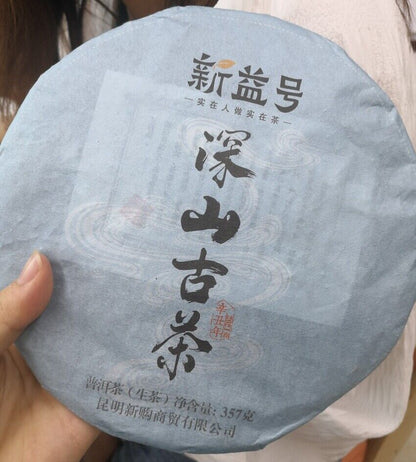 新益号
实在人做实在茶
深山古茶
普洱茶（生茶）净含量: 357克
昆明新购商贸有限公司